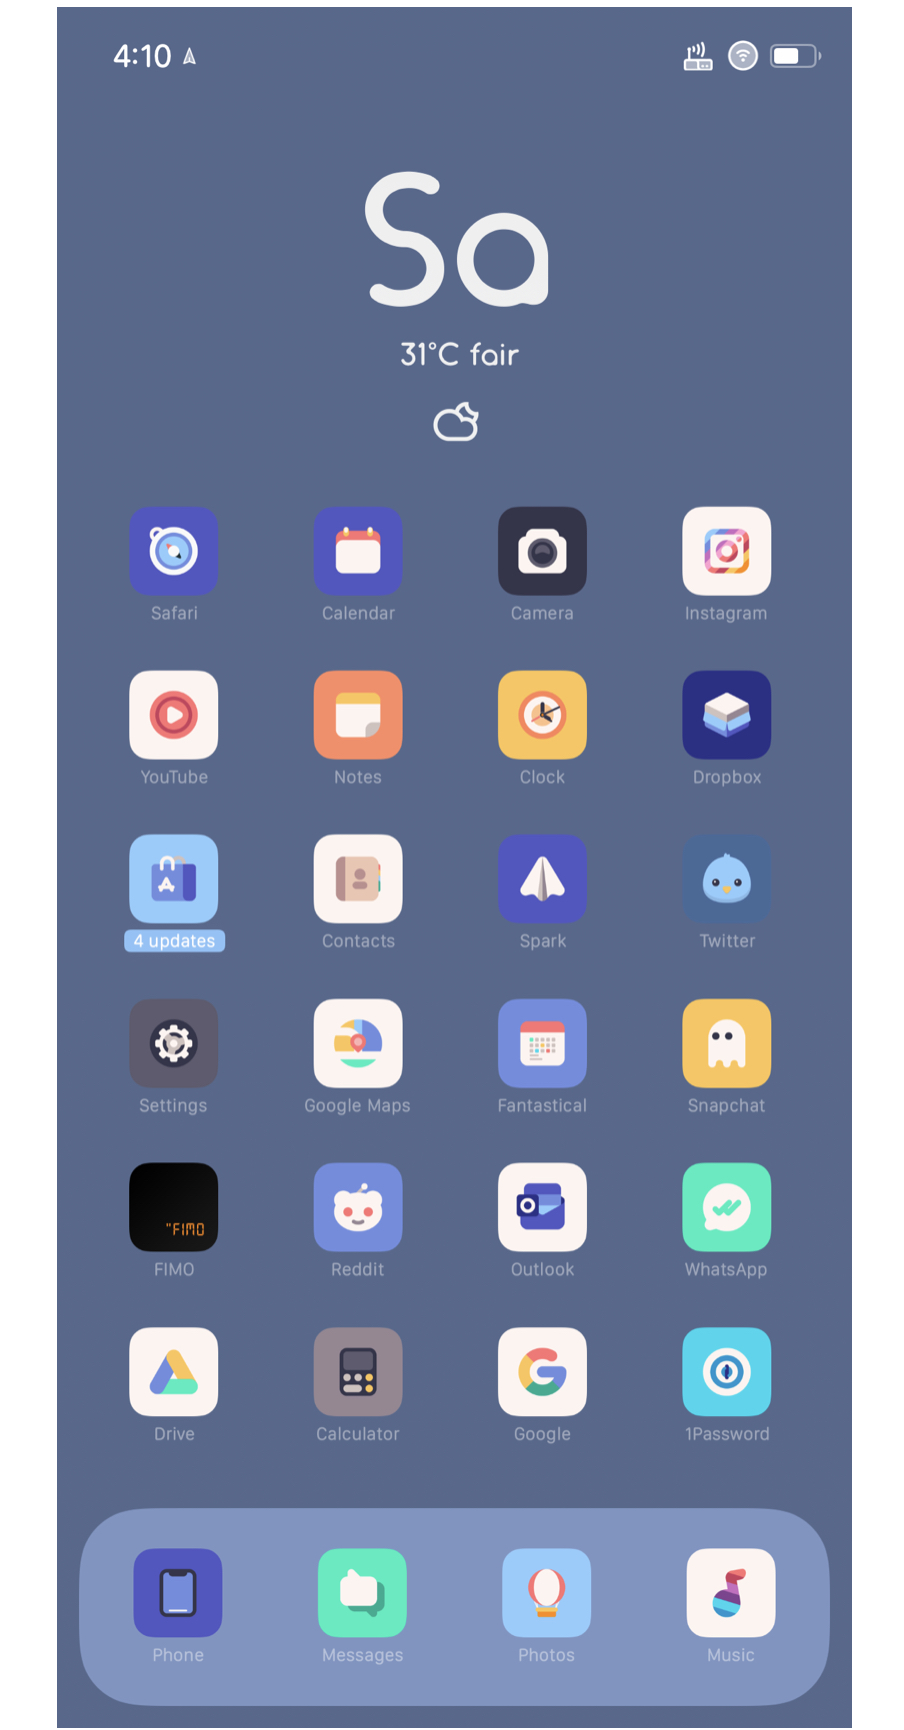 4:10
Sa
31°C fair
Safari Calendar Camera Instagram
YouTube Notes Clock Dropbox
A
4 updates Contacts Spark Twitter
Settings Google Maps Fantastical Snapchat
"FIMO
FIMO Reddit Outlook WhatsApp
Drive Calculator Google 1Password
Phone Messages Photos Music